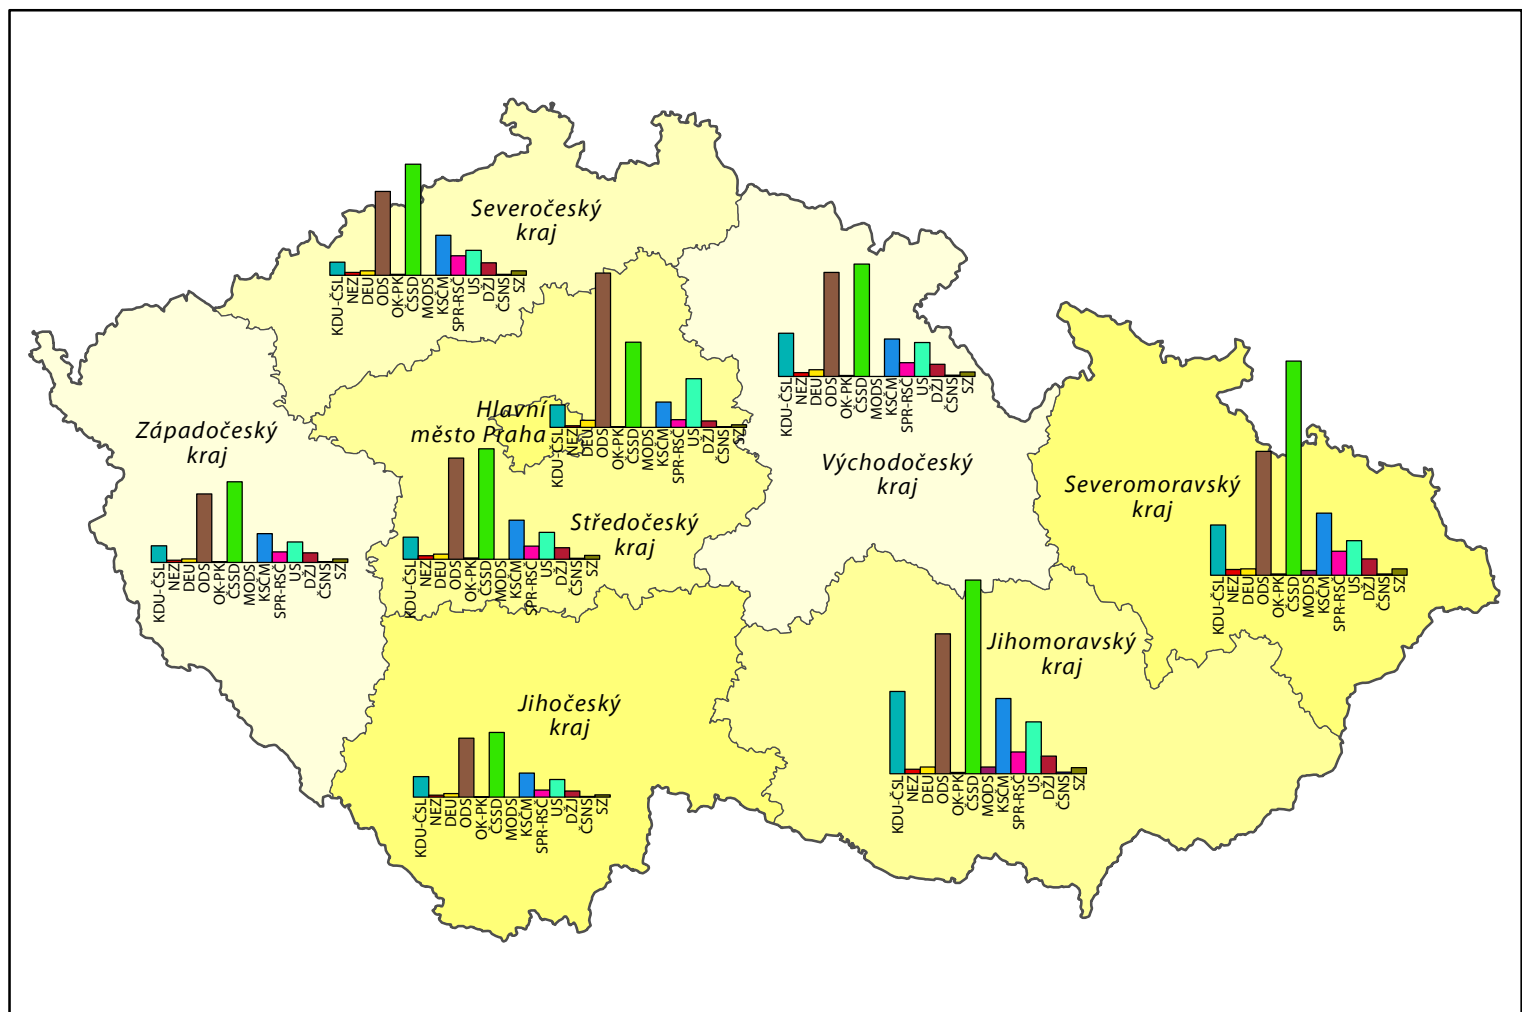 Severočeský
kraj
KDU-ČSL
NEZ
DEU
ODS
OK-PK
ČSSD
MODS
KSČM
SPR-RSČ
US
DŽJ
ČSNS
SZ
Hlavní
město Praha
KDU-ČSL
NEZ
DEU
ODS
OK-PK
ČSSD
MODS
KSČM
SPR-RSČ
US
DŽJ
ČSNS
SZ
KDU-ČSL
NEZ
DEU
ODS
OK-PK
ČSSD
MODS
KSČM
SPR-RSČ
US
DŽJ
ČSNS
SZ
Východočeský
kraj
Západočeský
kraj
KDU-ČSL
NEZ
DEU
ODS
OK-PK
ČSSD
MODS
KSČM
SPR-RSČ
US
DŽJ
ČSNS
SZ
Středočeský
kraj
KDU-ČSL
NEZ
DEU
ODS
OK-PK
ČSSD
MODS
KSČM
SPR-RSČ
US
DŽJ
ČSNS
SZ
Severomoravský
kraj
KDU-ČSL
NEZ
DEU
ODS
OK-PK
ČSSD
MODS
KSČM
SPR-RSČ
US
DŽJ
ČSNS
SZ
Jihočeský
kraj
KDU-ČSL
NEZ
DEU
ODS
OK-PK
ČSSD
MODS
KSČM
SPR-RSČ
US
DŽJ
ČSNS
SZ
Jihomoravský
kraj
KDU-ČSL
NEZ
DEU
ODS
OK-PK
ČSSD
MODS
KSČM
SPR-RSČ
US
DŽJ
ČSNS
SZ